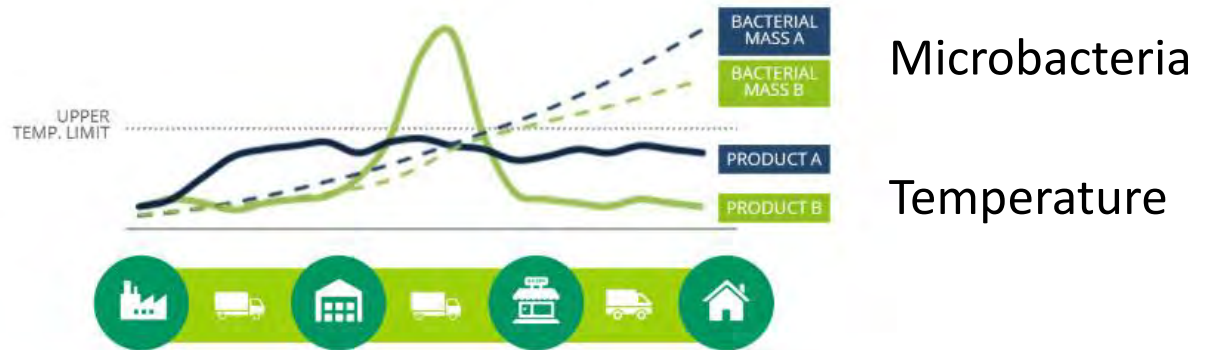 BACTERIAL
MASS A
BACTERIAL
MASS B
Microbacteria
UPPER
TEMP. LIMIT
PRODUCT A
PRODUCT B
Temperature